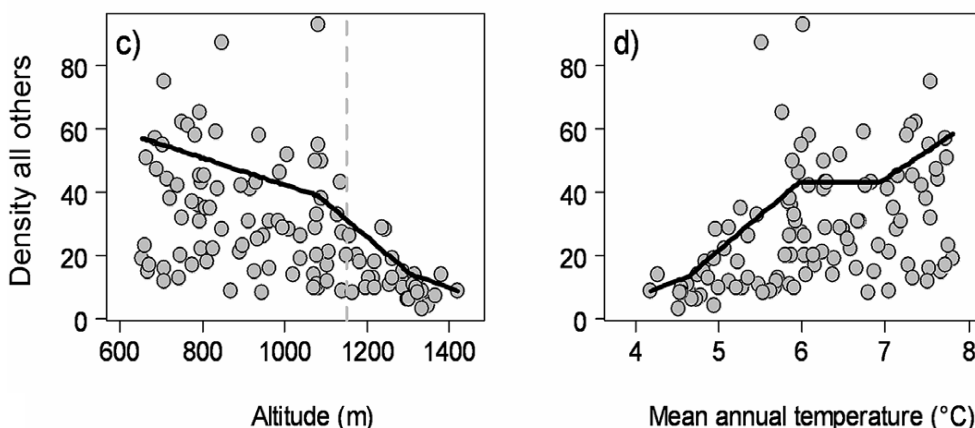 c)
d)
Density all others
80
60
40
20
0
80
60
40
20
0
600 800 1000 1200 1400
4 5 6 7 8
Altitude (m)
Mean annual temperature (°C)